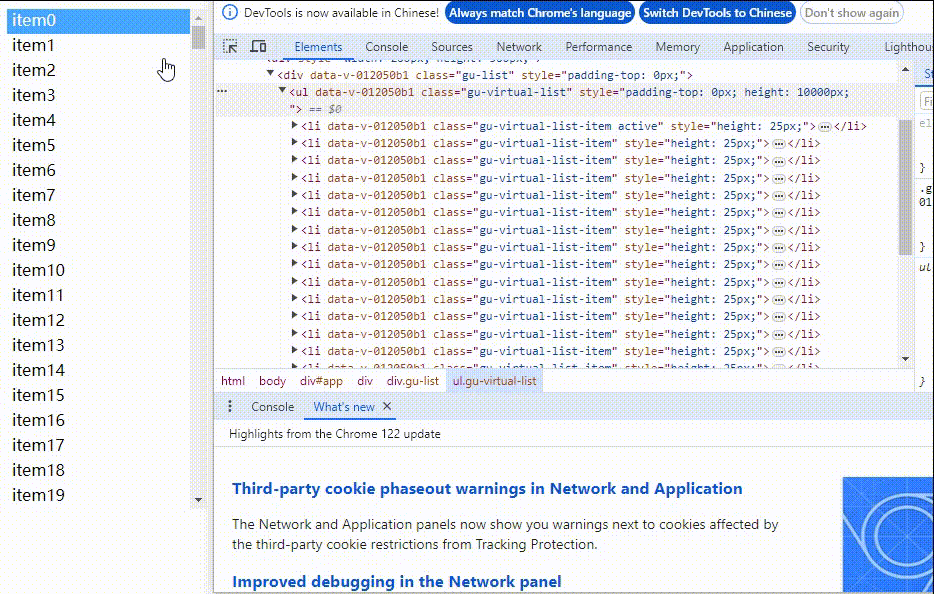 item0
item1
item2
item3
item4
item5
item6
item7
item8
item9
item10
item11
item12
item13
item14
item15
item16
item17
item18
item19
DevTools is now available in Chinese! Always match Chrome's language Switch DevTools to Chinese Don't show again
Elements Console Sources Network Performance Memory Application Security Lighthous
<div data-v-012050b1 class="gu-list" style="padding-top: 0px;">
<ul data-v-012050b1 class="gu-virtual-list" style="padding-top: 0px; height: 10000px;
"> == $0
<li data-v-012050b1 class="gu-virtual-list-item active" style="height: 25px;">…</li>
<li data-v-012050b1 class="gu-virtual-list-item" style="height: 25px;">…</li>
<li data-v-012050b1 class="gu-virtual-list-item" style="height: 25px;">…</li>
<li data-v-012050b1 class="gu-virtual-list-item" style="height: 25px;">…</li>
<li data-v-012050b1 class="gu-virtual-list-item" style="height: 25px;">…</li>
<li data-v-012050b1 class="gu-virtual-list-item" style="height: 25px;">…</li>
<li data-v-012050b1 class="gu-virtual-list-item" style="height: 25px;">…</li>
<li data-v-012050b1 class="gu-virtual-list-item" style="height: 25px;">…</li>
<li data-v-012050b1 class="gu-virtual-list-item" style="height: 25px;">…</li>
<li data-v-012050b1 class="gu-virtual-list-item" style="height: 25px;">…</li>
<li data-v-012050b1 class="gu-virtual-list-item" style="height: 25px;">…</li>
<li data-v-012050b1 class="gu-virtual-list-item" style="height: 25px;">…</li>
<li data-v-012050b1 class="gu-virtual-list-item" style="height: 25px;">…</li>
<li data-v-012050b1 class="gu-virtual-list-item" style="height: 25px;">…</li>
St
Fi
el
}
.g
01
}
ul
}
html body div#app div div.gu-list ul.gu-virtual-list
Console What's new
Highlights from the Chrome 122 update
Third-party cookie phaseout warnings in Network and Application
The Network and Application panels now show you warnings next to cookies affected by
the third-party cookie restrictions from Tracking Protection.
Improved debugging in the Network panel